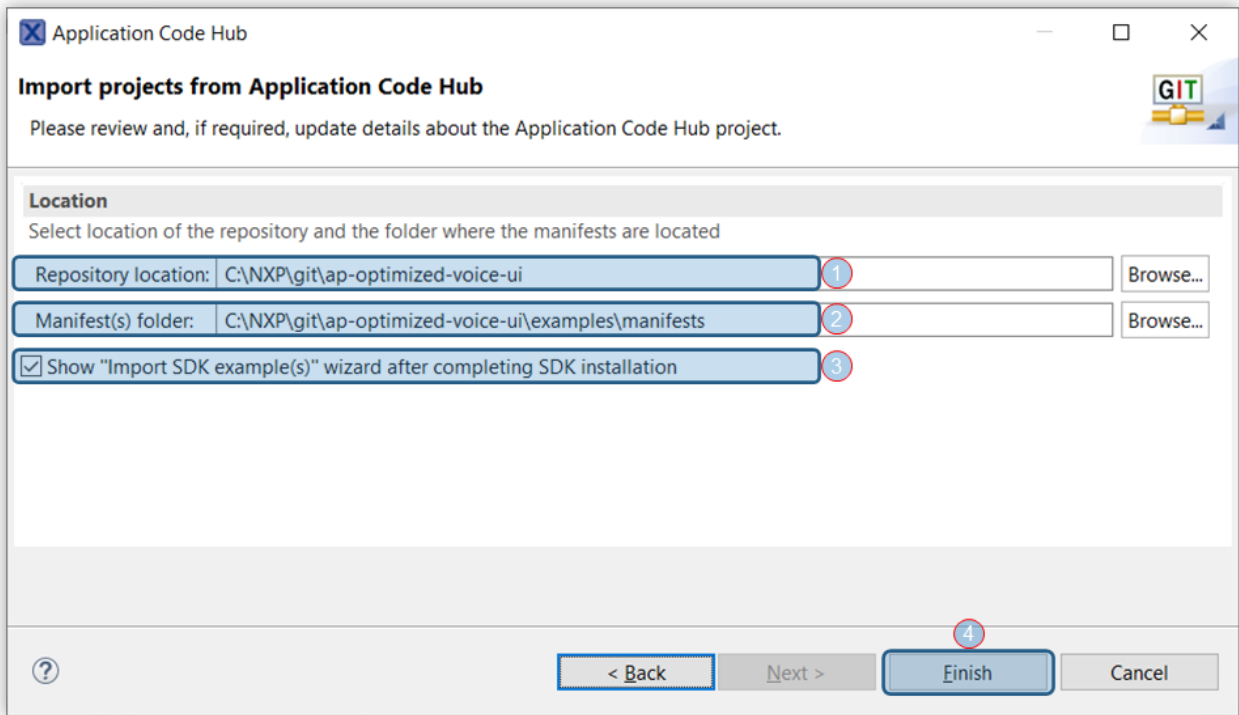 Application Code Hub
Import projects from Application Code Hub
GIT
Please review and, if required, update details about the Application Code Hub project.
Location
Select location of the repository and the folder where the manifests are located
Repository location: C:\NXP\git\ap-optimized-voice-ui 1 Browse...
Manifest(s) folder: C:\NXP\git\ap-optimized-voice-ui\examples\manifests 2 Browse...
Show "Import SDK example(s)" wizard after completing SDK installation 3
4
? < Back Next > Finish Cancel